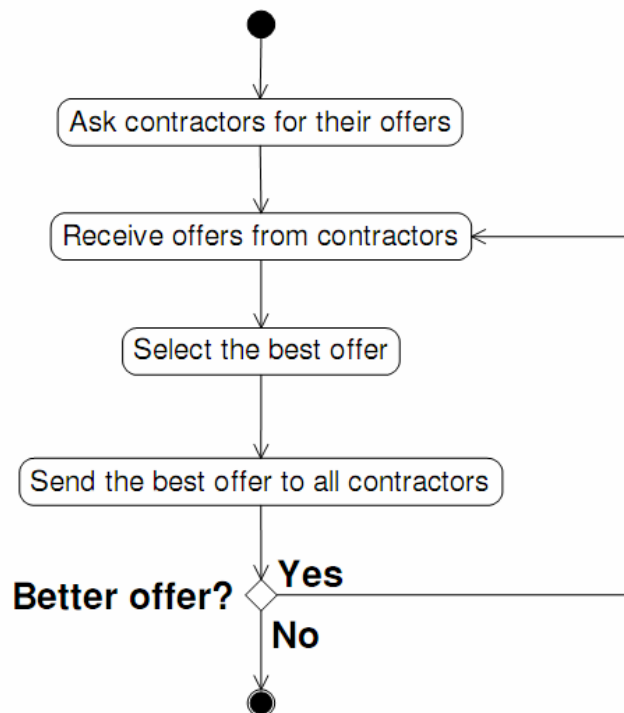 Ask contractors for their offers
Receive offers from contractors
Select the best offer
Send the best offer to all contractors
Better offer?
Yes
No